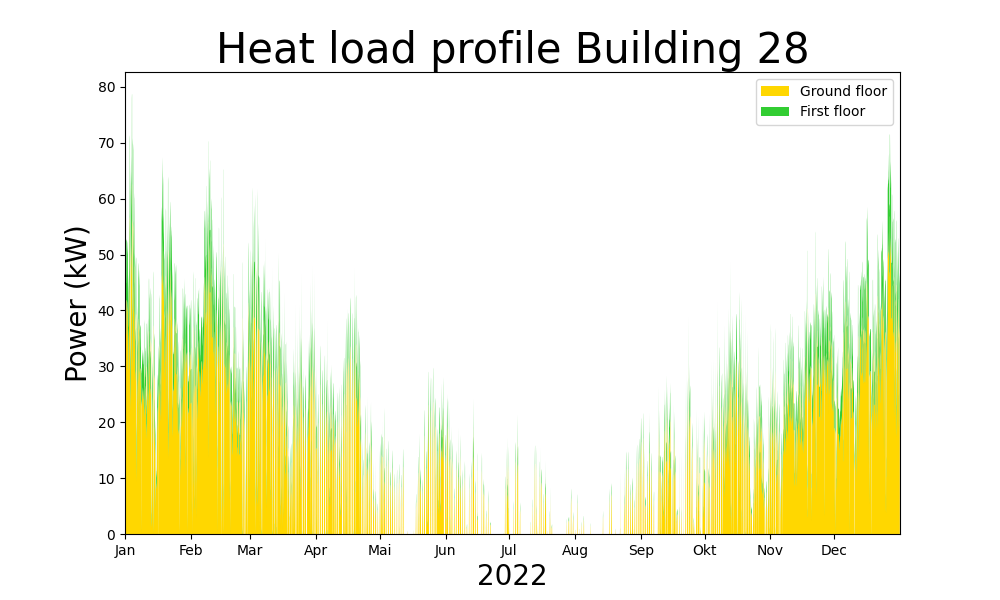 Heat load profile Building 28
Ground floor
First floor
80
70
60
50
40
30
20
10
0
Power (kW)
Jan Feb Mar Apr Mai Jun Jul Aug Sep Okt Nov Dec
2022